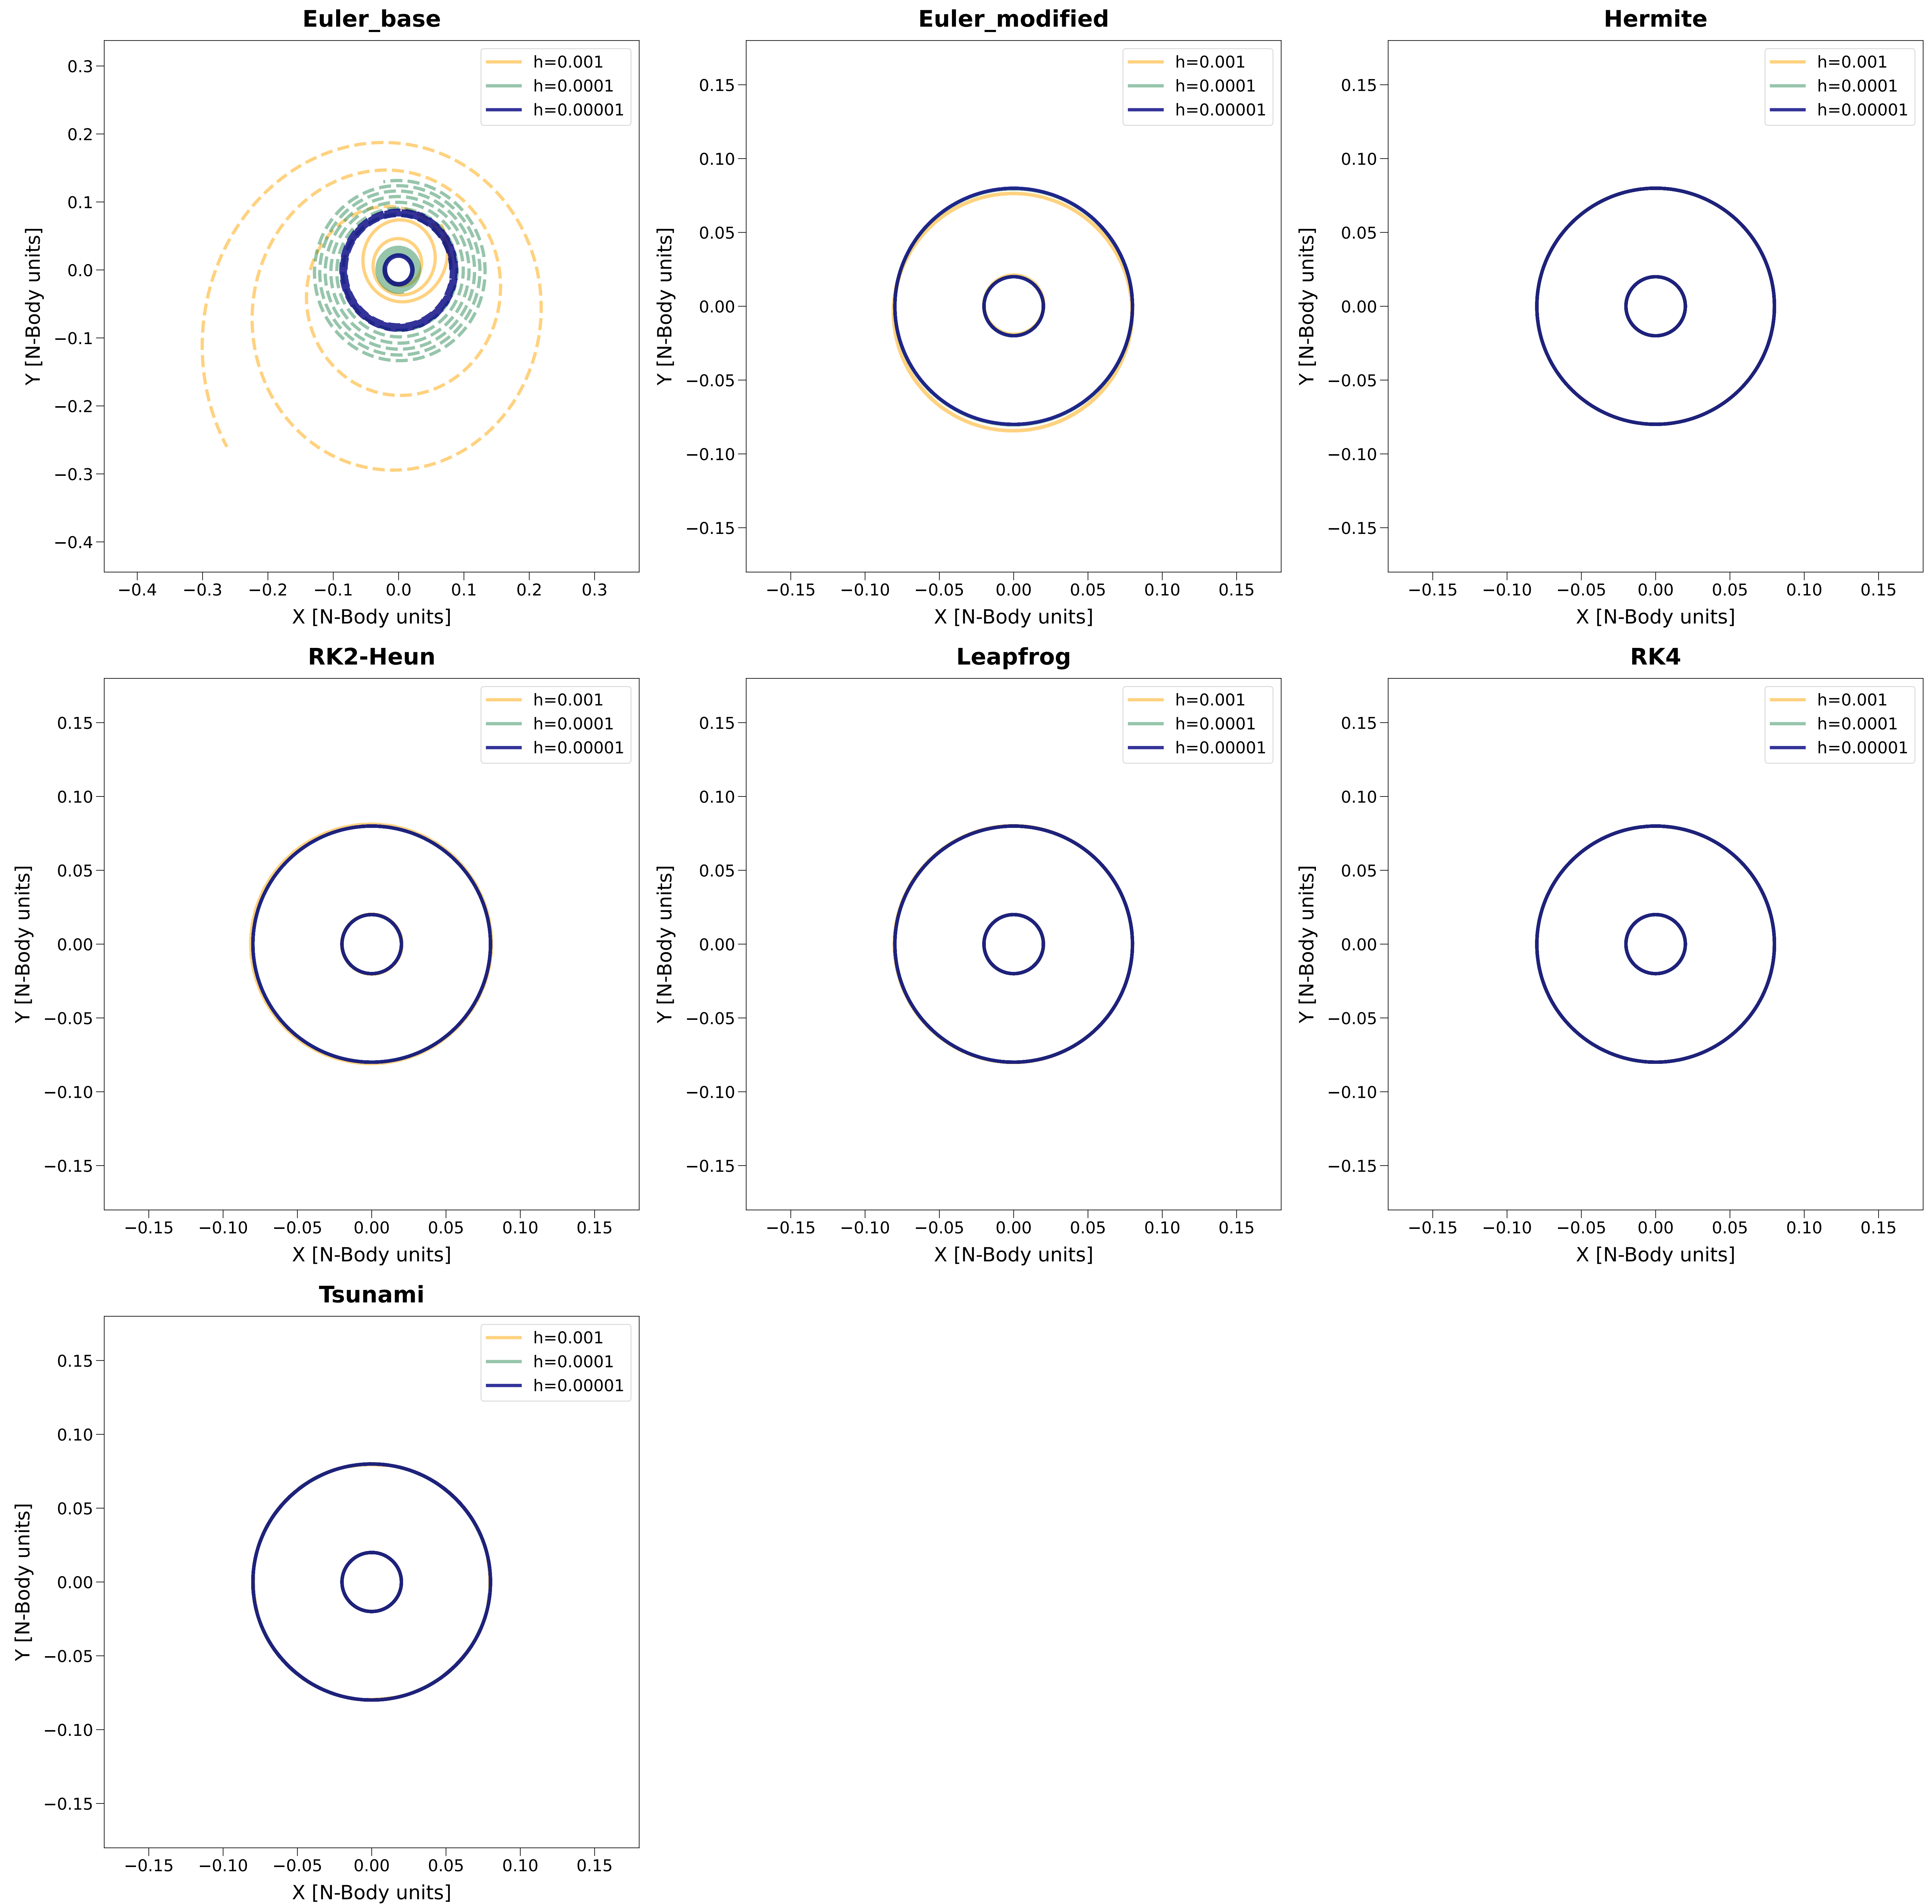 Euler_base
h=0.001
h=0.0001
h=0.00001
0.3
0.2
0.1
0.0
−0.1
−0.2
−0.3
−0.4
Y [N-Body units]
−0.4 −0.3 −0.2 −0.1 0.0 0.1 0.2 0.3
X [N-Body units]
Euler_modified
h=0.001
h=0.0001
h=0.00001
0.15
0.10
0.05
0.00
−0.05
−0.10
−0.15
Y [N-Body units]
−0.15 −0.10 −0.05 0.00 0.05 0.10 0.15
X [N-Body units]
Hermite
h=0.001
h=0.0001
h=0.00001
0.15
0.10
0.05
0.00
−0.05
−0.10
−0.15
Y [N-Body units]
−0.15 −0.10 −0.05 0.00 0.05 0.10 0.15
X [N-Body units]
RK2-Heun
h=0.001
h=0.0001
h=0.00001
0.15
0.10
0.05
0.00
−0.05
−0.10
−0.15
Y [N-Body units]
−0.15 −0.10 −0.05 0.00 0.05 0.10 0.15
X [N-Body units]
Leapfrog
h=0.001
h=0.0001
h=0.00001
0.15
0.10
0.05
0.00
−0.05
−0.10
−0.15
Y [N-Body units]
−0.15 −0.10 −0.05 0.00 0.05 0.10 0.15
X [N-Body units]
RK4
h=0.001
h=0.0001
h=0.00001
0.15
0.10
0.05
0.00
−0.05
−0.10
−0.15
Y [N-Body units]
−0.15 −0.10 −0.05 0.00 0.05 0.10 0.15
X [N-Body units]
Tsunami
h=0.001
h=0.0001
h=0.00001
0.15
0.10
0.05
0.00
−0.05
−0.10
−0.15
Y [N-Body units]
−0.15 −0.10 −0.05 0.00 0.05 0.10 0.15
X [N-Body units]